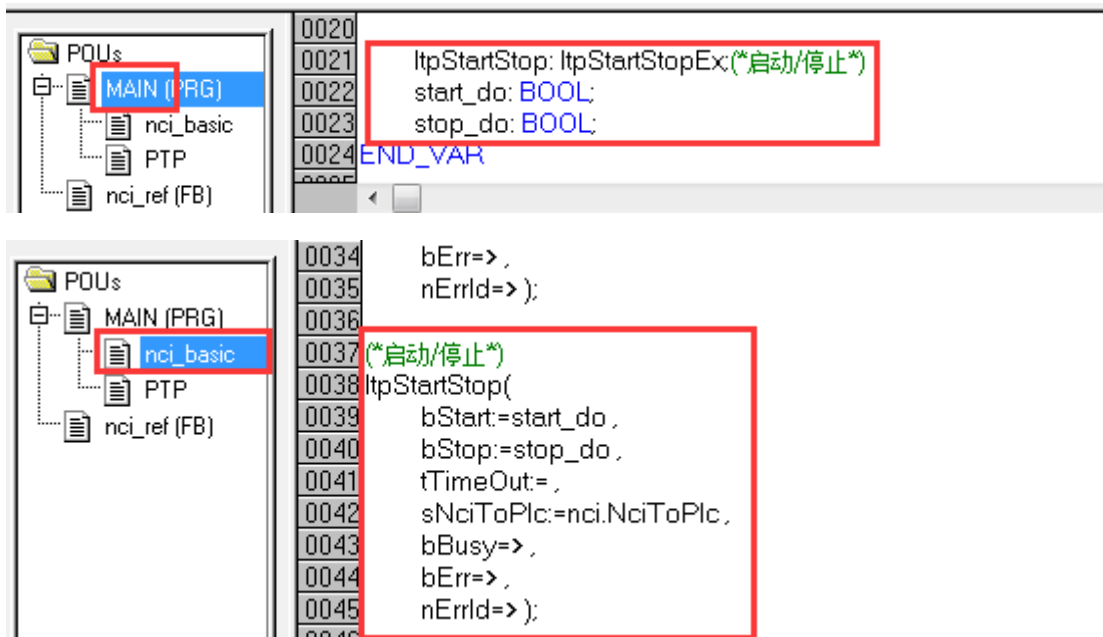 POUs
MAIN (PRG)
nci_basic
PTP
nci_ref (FB)
0020
0021 ItpStartStop: ItpStartStopEx;(*启动/停止*)
0022 start_do: BOOL;
0023 stop_do: BOOL;
0024 END_VAR
POUs
MAIN (PRG)
nci_basic
PTP
nci_ref (FB)
0034 bErr=> ,
0035 nErrId=> );
0036
0037 (*启动/停止*)
0038 ItpStartStop(
0039 bStart:=start_do ,
0040 bStop:=stop_do ,
0041 tTimeOut:= ,
0042 sNciToPlc:=nci.NciToPlc ,
0043 bBusy=> ,
0044 bErr=> ,
0045 nErrId=> );